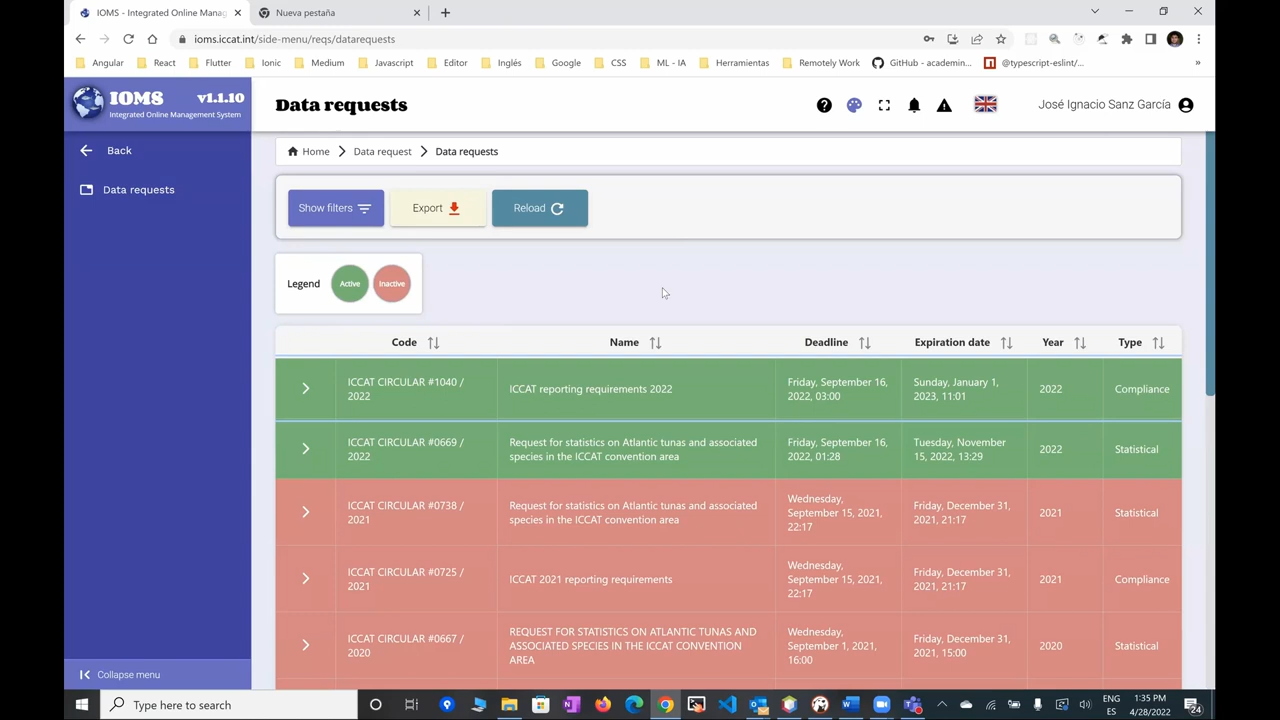 IOMS - Integrated Online Manag
Nueva pestaña
ioms.iccat.int/side-menu/reqs/datarequests
Angular
React
Flutter
Ionic
Medium
Javascript
Editor
Inglés
Google
CSS
ML - IA
Herramientas
Remotely Work
GitHub - academin...
@typescript-eslint/...
»
IOMS v1.1.10
Integrated Online Management System
Data requests
José Ignacio Sanz García
Back
Data requests
Collapse menu
Home
Data request
Data requests
Show filters
Export
Reload
Legend
Active
Inactive
Code
Name
Deadline
Expiration date
Year
Type
ICCAT CIRCULAR #1040 /
2022
ICCAT reporting requirements 2022
Friday, September 16,
2022, 03:00
Sunday, January 1,
2023, 11:01
2022
Compliance
ICCAT CIRCULAR #0669 /
2022
Request for statistics on Atlantic tunas and associated
species in the ICCAT convention area
Friday, September 16,
2022, 01:28
Tuesday, November
15, 2022, 13:29
2022
Statistical
ICCAT CIRCULAR #0738 /
2021
Request for statistics on Atlantic tunas and associated
species in the ICCAT convention area
Wednesday,
September 15, 2021,
22:17
Friday, December 31,
2021, 21:17
2021
Statistical
ICCAT CIRCULAR #0725 /
2021
ICCAT 2021 reporting requirements
Wednesday,
September 15, 2021,
22:17
Friday, December 31,
2021, 21:17
2021
Compliance
ICCAT CIRCULAR #0667 /
2020
REQUEST FOR STATISTICS ON ATLANTIC TUNAS AND
ASSOCIATED SPECIES IN THE ICCAT CONVENTION
AREA
Wednesday,
September 1, 2021,
16:00
Friday, December 31,
2021, 15:00
2020
Statistical
Type here to search
ENG
ES
1:35 PM
4/28/2022
24